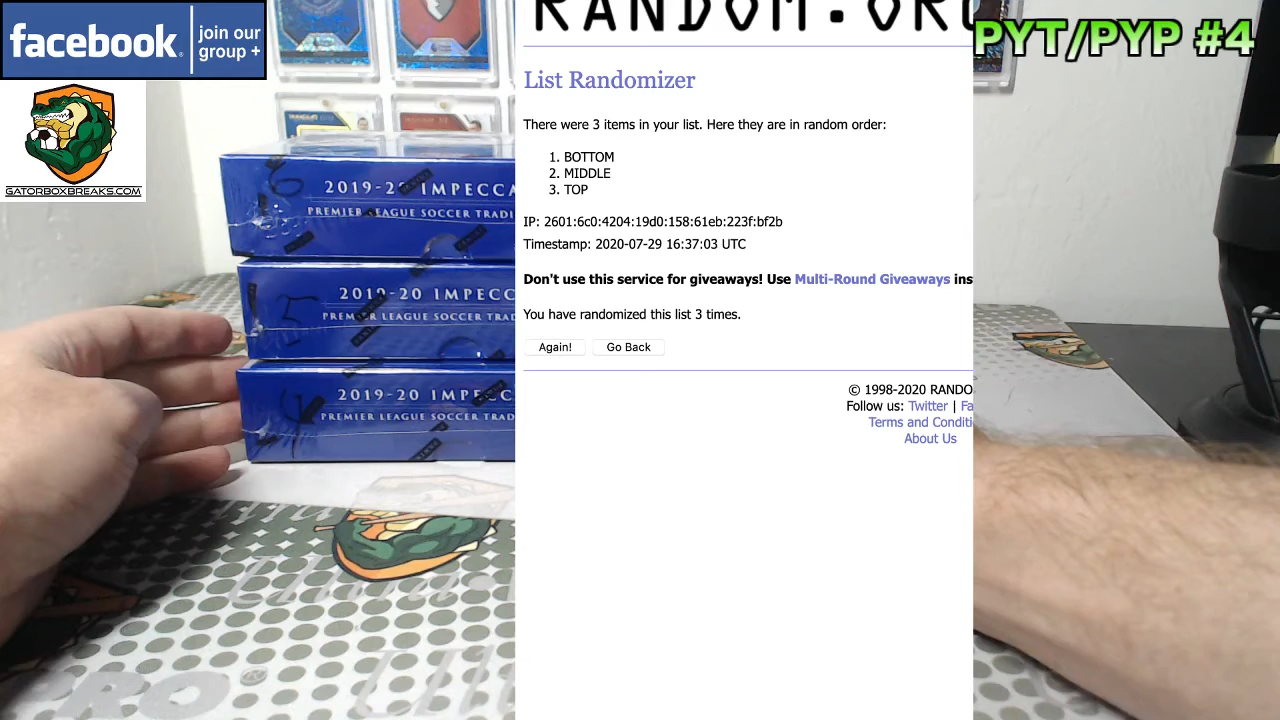 facebook
join our
group +
GATORBOXBREAKS.COM
PYT/PYP #4
RANDOM.ORG
List Randomizer
There were 3 items in your list. Here they are in random order:
1. BOTTOM
2. MIDDLE
3. TOP
IP: 2601:6c0:4204:19d0:158:61eb:223f:bf2b
Timestamp: 2020-07-29 16:37:03 UTC
Don't use this service for giveaways! Use Multi-Round Giveaways ins
You have randomized this list 3 times.
Again!
Go Back
© 1998-2020 RANDO
Follow us: Twitter | Fa
Terms and Conditi
About Us
6
2019-20 IMPECCA
PREMIER LEAGUE SOCCER TRADI
5
2019-20 IMPECC
PREMIER LEAGUE SOCCER TRAD
2019-20 IMPECC
PREMIER LEAGUE SOCCER TRAD
PRO